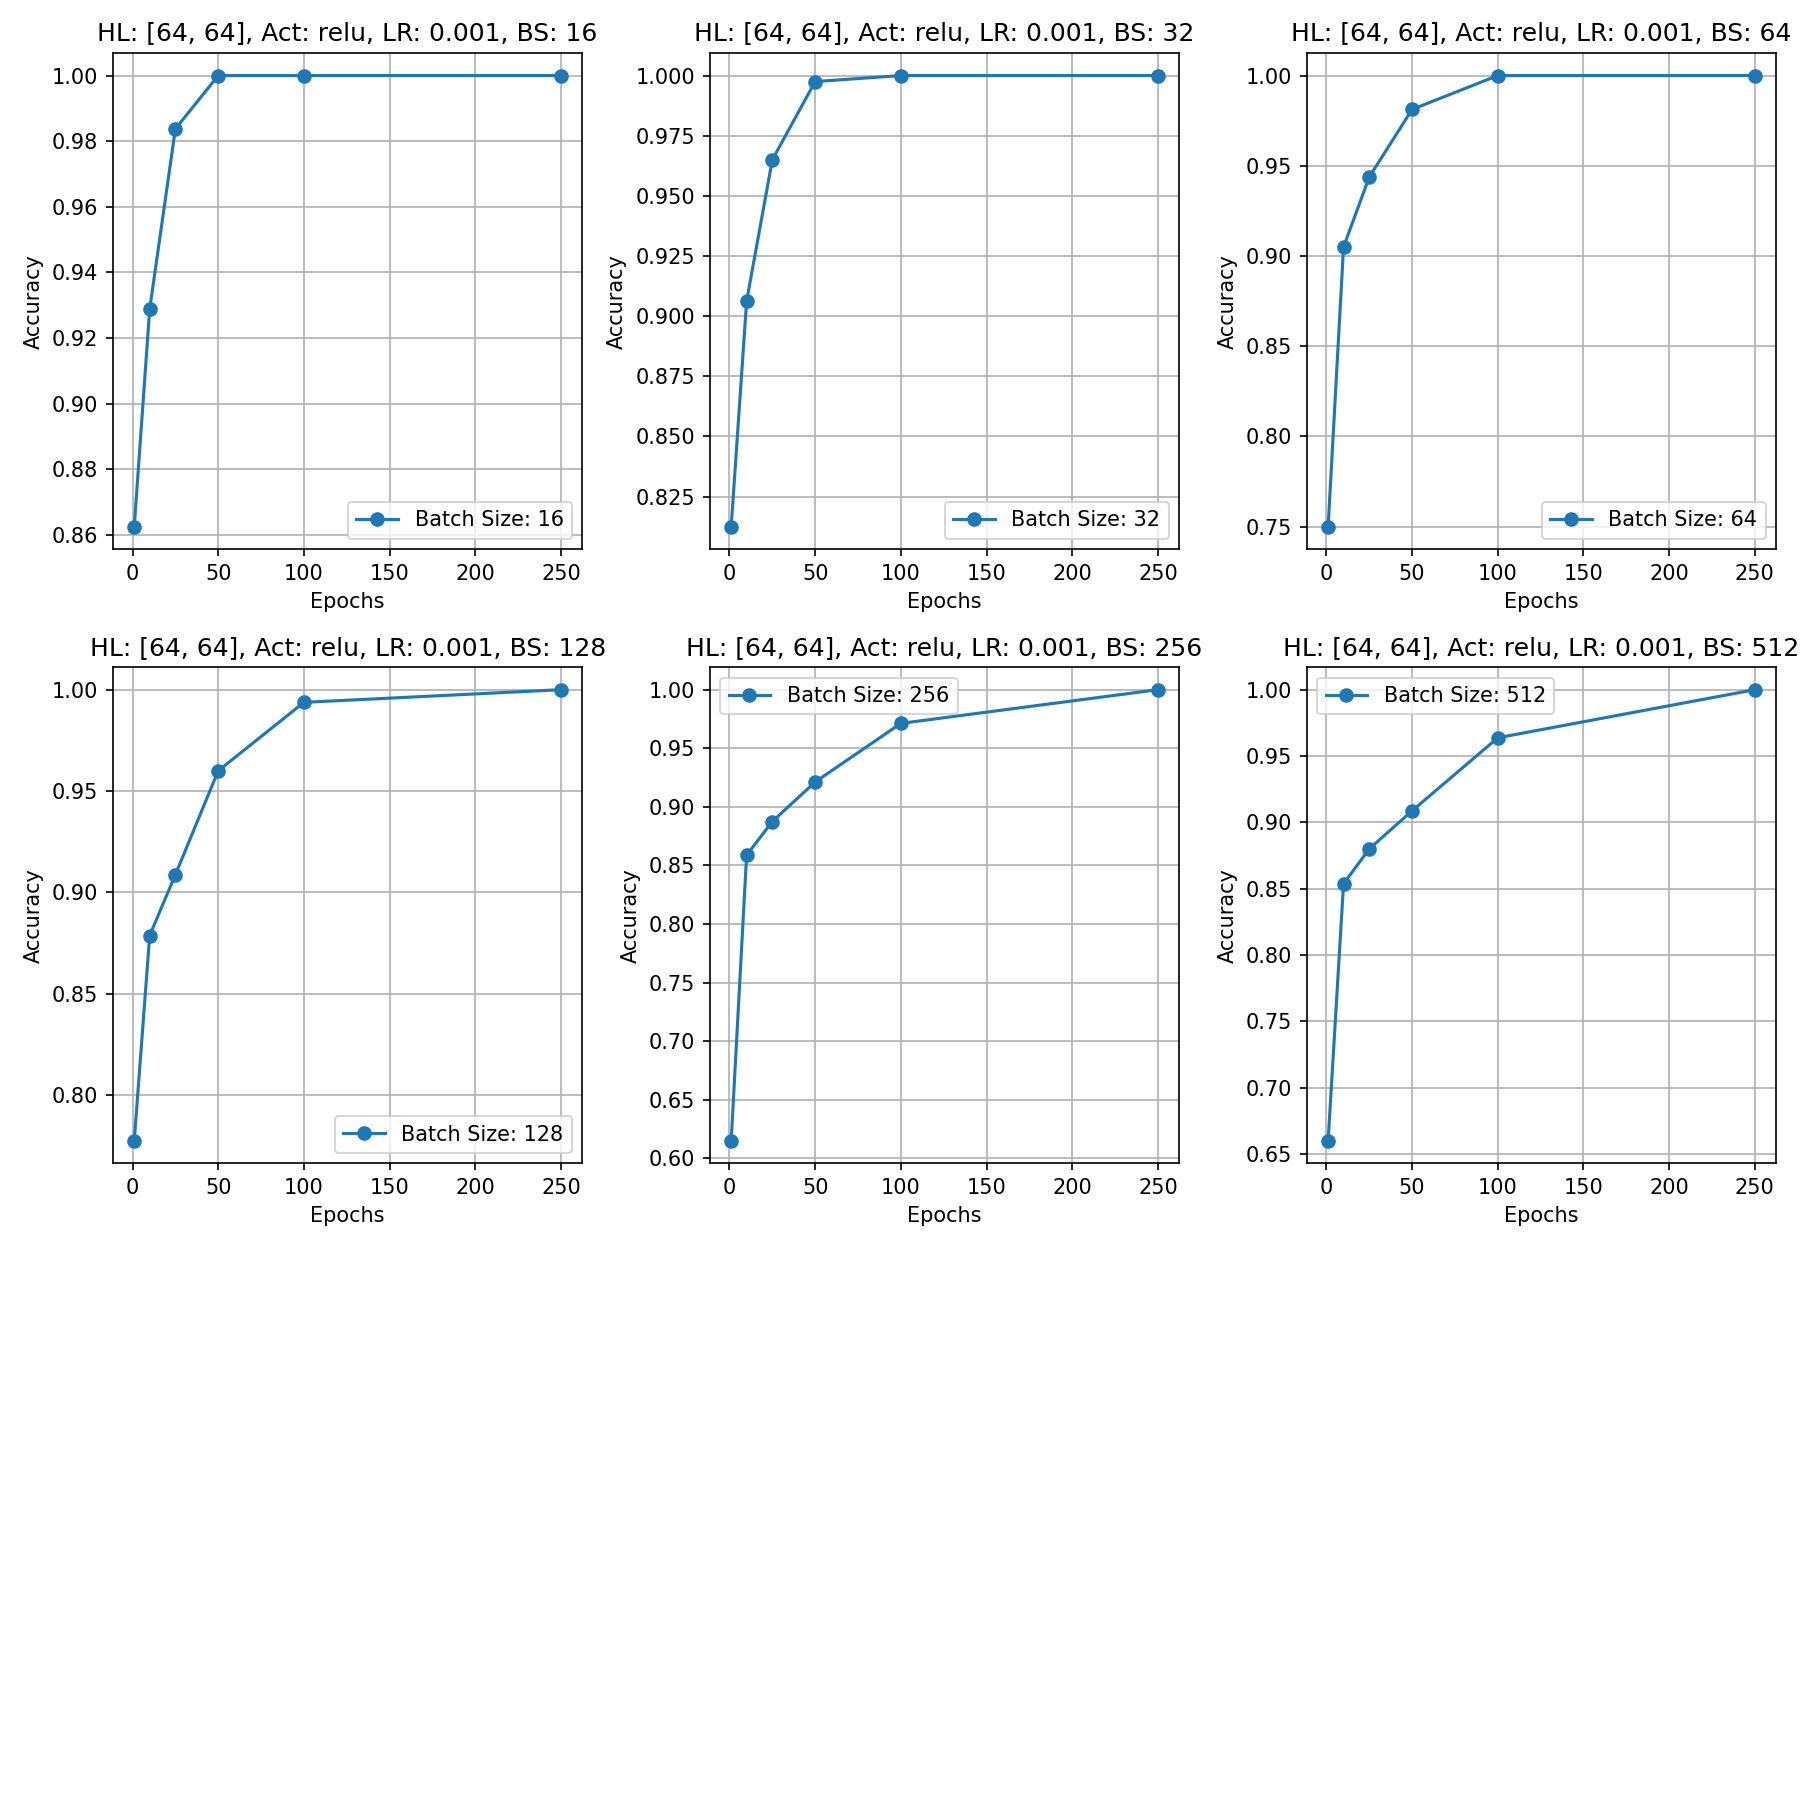 HL: [64, 64], Act: relu, LR: 0.001, BS: 16
1.00
0.98
0.96
0.94
0.92
0.90
0.88
0.86
Accuracy
Batch Size: 16
0 50 100 150 200 250
Epochs
HL: [64, 64], Act: relu, LR: 0.001, BS: 32
1.000
0.975
0.950
0.925
0.900
0.875
0.850
0.825
Accuracy
Batch Size: 32
0 50 100 150 200 250
Epochs
HL: [64, 64], Act: relu, LR: 0.001, BS: 64
1.00
0.95
0.90
0.85
0.80
0.75
Accuracy
Batch Size: 64
0 50 100 150 200 250
Epochs
HL: [64, 64], Act: relu, LR: 0.001, BS: 128
1.00
0.95
0.90
0.85
0.80
Accuracy
Batch Size: 128
0 50 100 150 200 250
Epochs
HL: [64, 64], Act: relu, LR: 0.001, BS: 256
Batch Size: 256
1.00
0.95
0.90
0.85
0.80
0.75
0.70
0.65
0.60
Accuracy
0 50 100 150 200 250
Epochs
HL: [64, 64], Act: relu, LR: 0.001, BS: 512
Batch Size: 512
1.00
0.95
0.90
0.85
0.80
0.75
0.70
0.65
Accuracy
0 50 100 150 200 250
Epochs